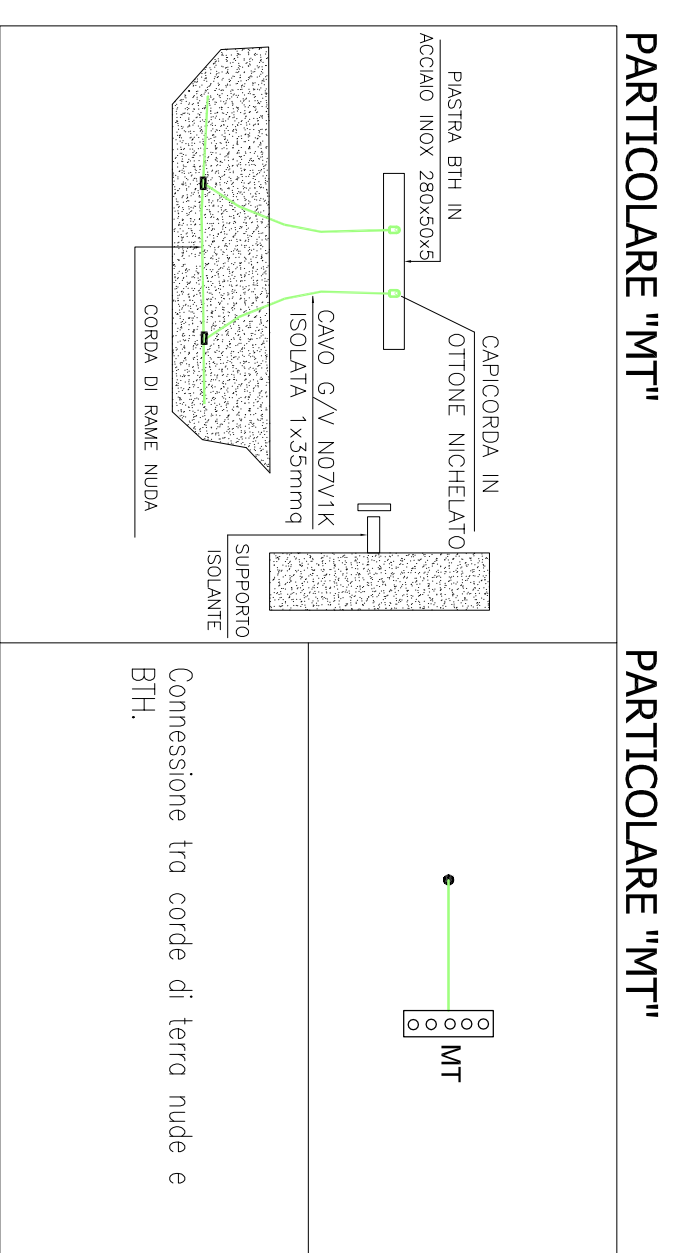 PARTICOLARE "MT"
PIASTRA BTH IN
ACCIAIO INOX 280x50x5
CAPICORDA IN
OTTONE NICHELATO
CAVO G/V N07V1K
ISOLATA 1x35mmq
SUPPORTO
ISOLANTE
CORDA DI RAME NUDA
PARTICOLARE "MT"
MT
Connessione tra corde di terra nude e
BTH.